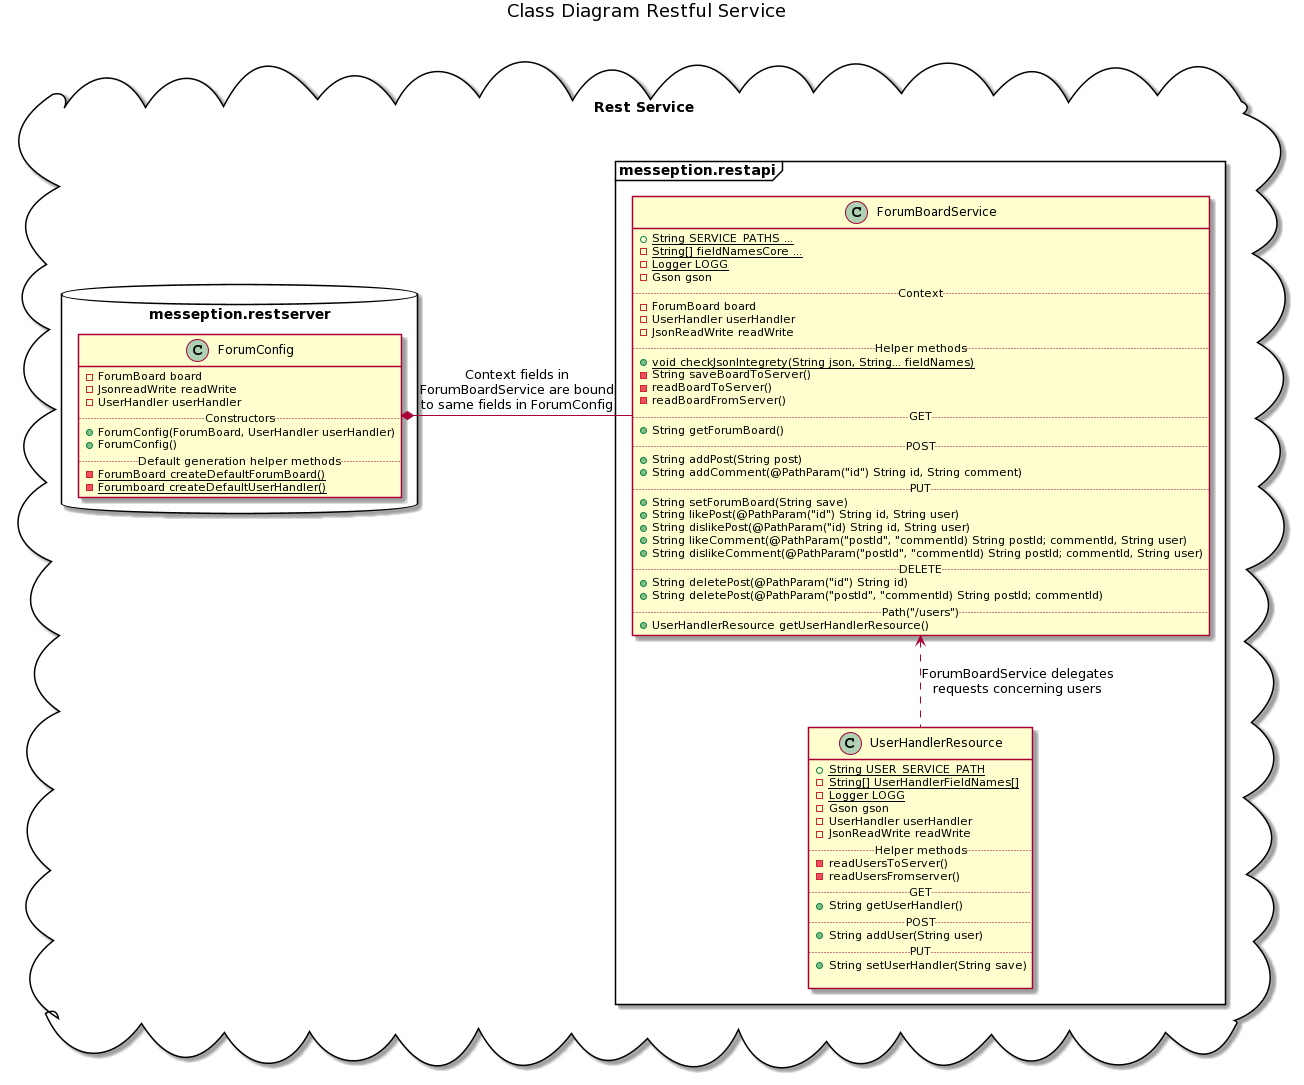 Class Diagram Restful Service
Rest Service
messeption.restapi
C ForumBoardService
String SERVICE_PATHS ...
String[] fieldNamesCore ...
Logger LOGG
Gson gson
Context
ForumBoard board
UserHandler userHandler
JsonReadWrite readWrite
Helper methods
void checkJsonIntegrety(String json, String... fieldNames)
String saveBoardToServer()
readBoardToServer()
readBoardFromServer()
GET
String getForumBoard()
POST
String addPost(String post)
String addComment(@PathParam("id") String id, String comment)
PUT
String setForumBoard(String save)
String likePost(@PathParam("id") String id, String user)
String dislikePost(@PathParam("id) String id, String user)
String likeComment(@PathParam("postId", "commentId) String postId; commentId, String user)
String dislikeComment(@PathParam("postId", "commentId) String postId; commentId, String user)
DELETE
String deletePost(@PathParam("id") String id)
String deletePost(@PathParam("postId", "commentId) String postId; commentId)
Path("/users")
UserHandlerResource getUserHandlerResource()
messeption.restserver
C ForumConfig
ForumBoard board
JsonreadWrite readWrite
UserHandler userHandler
Constructors
ForumConfig(ForumBoard, UserHandler userHandler)
ForumConfig()
Default generation helper methods
ForumBoard createDefaultForumBoard()
Forumboard createDefaultUserHandler()
Context fields in
ForumBoardService are bound
to same fields in ForumConfig
ForumBoardService delegates
requests concerning users
C UserHandlerResource
String USER_SERVICE_PATH
String[] UserHandlerFieldNames[]
Logger LOGG
Gson gson
UserHandler userHandler
JsonReadWrite readWrite
Helper methods
readUsersToServer()
readUsersFromserver()
GET
String getUserHandler()
POST
String addUser(String user)
PUT
String setUserHandler(String save)